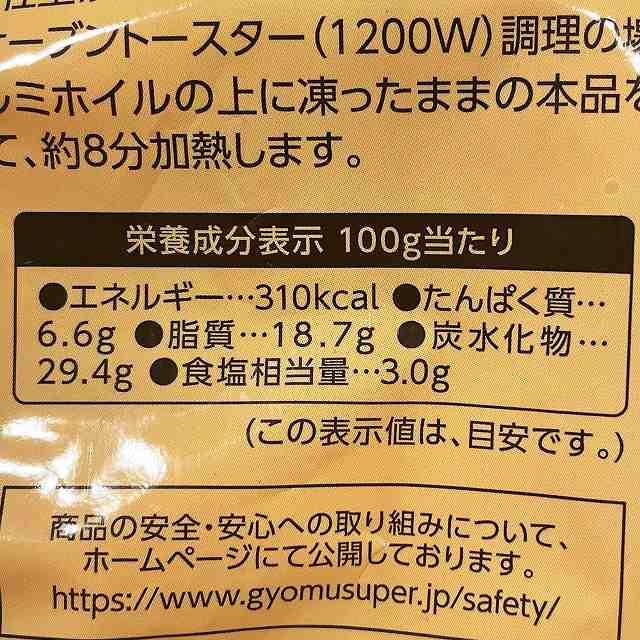 オーブントースター(1200W)調理の場
ルミホイルの上に凍ったままの本品を
て、約8分加熱します。
栄養成分表示 100g当たり
●エネルギー…310kcal ●たんぱく質…
6.6g ●脂質…18.7g ●炭水化物…
29.4g ●食塩相当量…3.0g
(この表示値は、目安です。)
商品の安全・安心への取り組みについて、
ホームページにて公開しております。
https://www.gyomusuper.jp/safety/